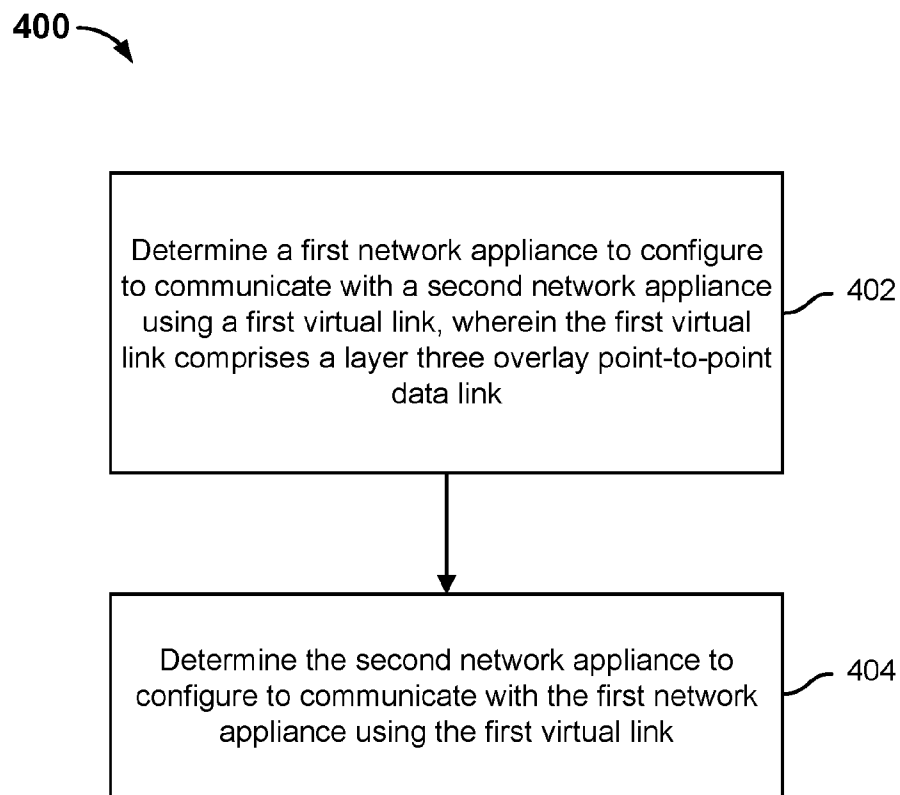 400
Determine a first network appliance to configure
to communicate with a second network appliance
using a first virtual link, wherein the first virtual
link comprises a layer three overlay point-to-point
data link
402
Determine the second network appliance to
configure to communicate with the first network
appliance using the first virtual link
404